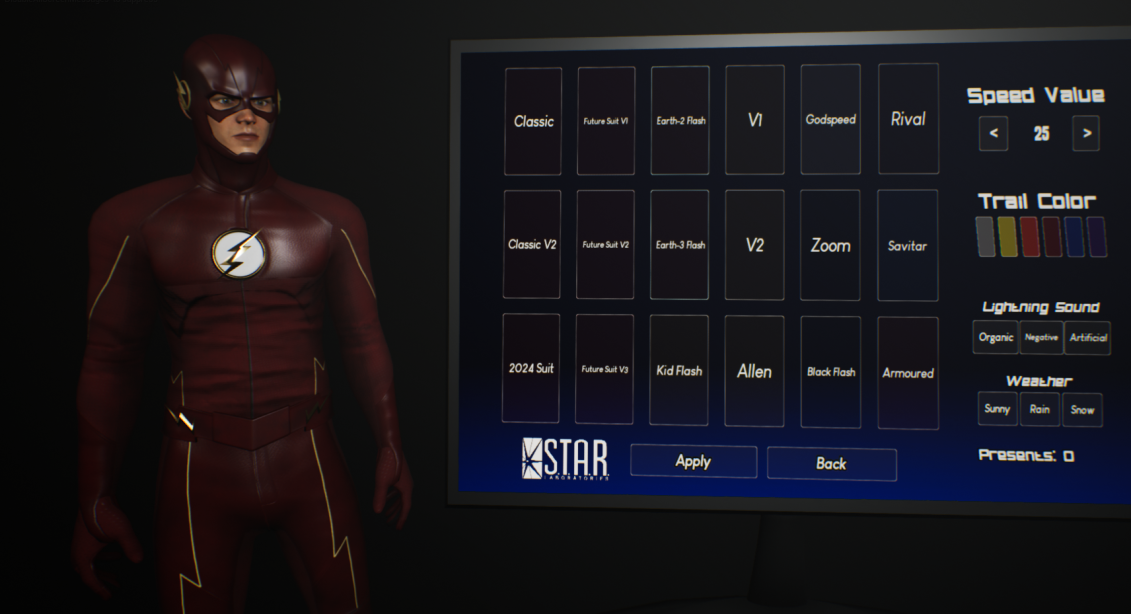 Classic
Future Suit V1
Earth-2 Flash
V1
Godspeed
Rival
Classic V2
Future Suit V2
Earth-3 Flash
V2
Zoom
Savitar
2024 Suit
Future Suit V3
Kid Flash
Allen
Black Flash
Armoured
STAR
LABORATORIES
Apply
Back
Speed Value
< 25 >
Trail Color
Lightning Sound
Organic Negative Artificial
Weather
Sunny Rain Snow
Presents: 0